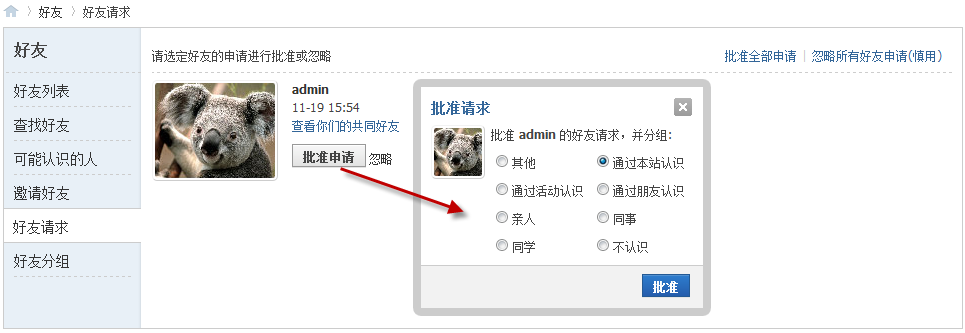 好友 好友请求
好友
好友列表
查找好友
可能认识的人
邀请好友
好友请求
好友分组
请选定好友的申请进行批准或忽略
批准全部申请 | 忽略所有好友申请(慎用)
admin
11-19 15:54
查看你们的共同好友
批准申请 忽略
批准请求
批准 admin 的好友请求，并分组:
其他 通过本站认识
通过活动认识 通过朋友认识
亲人 同事
同学 不认识
批准